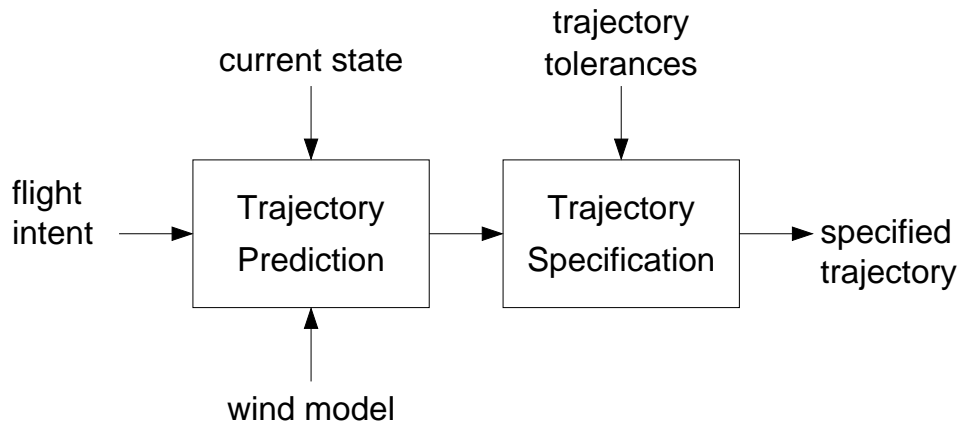 current state
trajectory
tolerances
flight
intent
Trajectory
Prediction
Trajectory
Specification
specified
trajectory
wind model